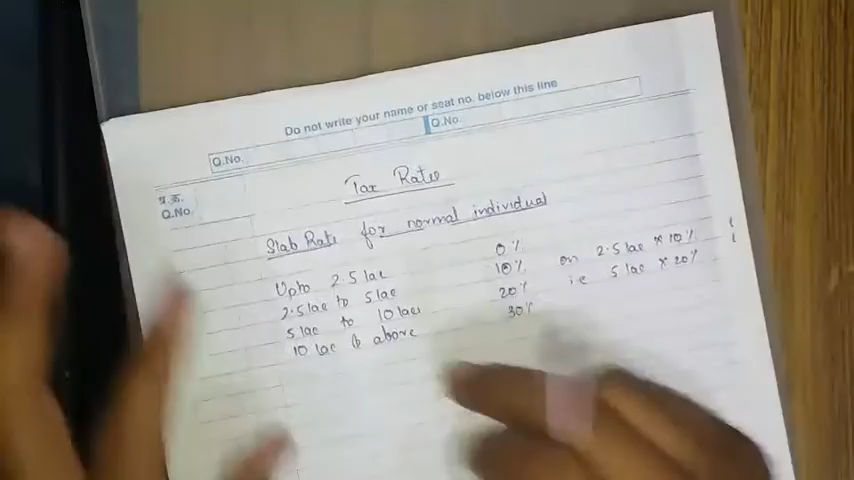 Do not write your name or seat no. below this line
Q.No. Q.No.
प्र.क्र.
Q.No.
Tax Rates
Slab Rate for normal individual
Upto 2.5 lac 0%
2.5 lac to 5 lac 10% on 2.5 lac × 10%
5 lac to 10 lac 20% i.e 5 lac × 20%
10 lac & above 30%